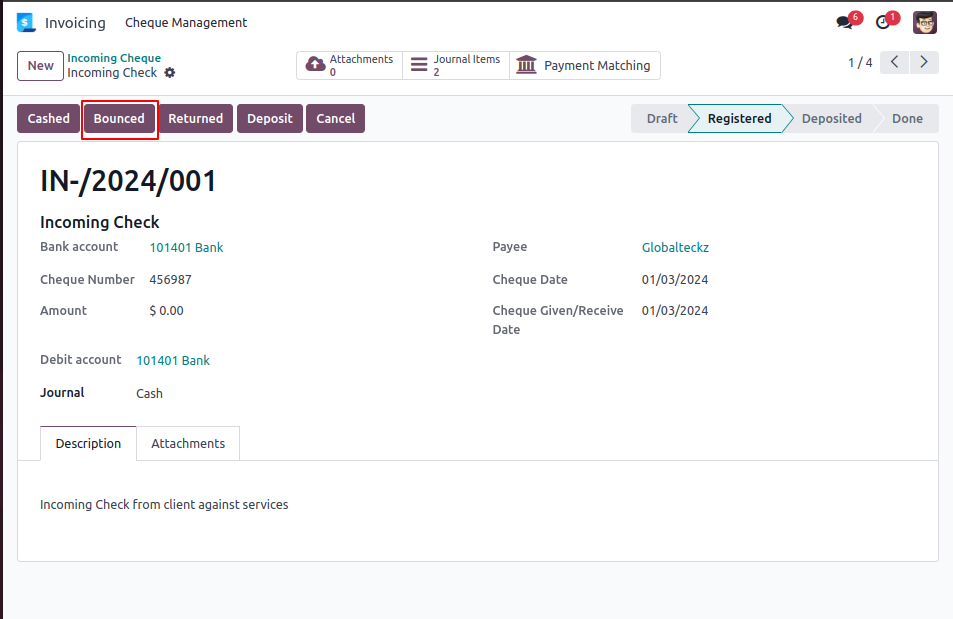 Invoicing Cheque Management 6 1
New Incoming Cheque
Incoming Check
Attachments
0
Journal Items
2
Payment Matching
1 / 4
Cashed Bounced Returned Deposit Cancel
Draft Registered Deposited Done
IN-/2024/001
Incoming Check
Bank account 101401 Bank
Payee Globalteckz
Cheque Number 456987
Cheque Date 01/03/2024
Amount $ 0.00
Cheque Given/Receive 01/03/2024
Date
Debit account 101401 Bank
Journal Cash
Description Attachments
Incoming Check from client against services